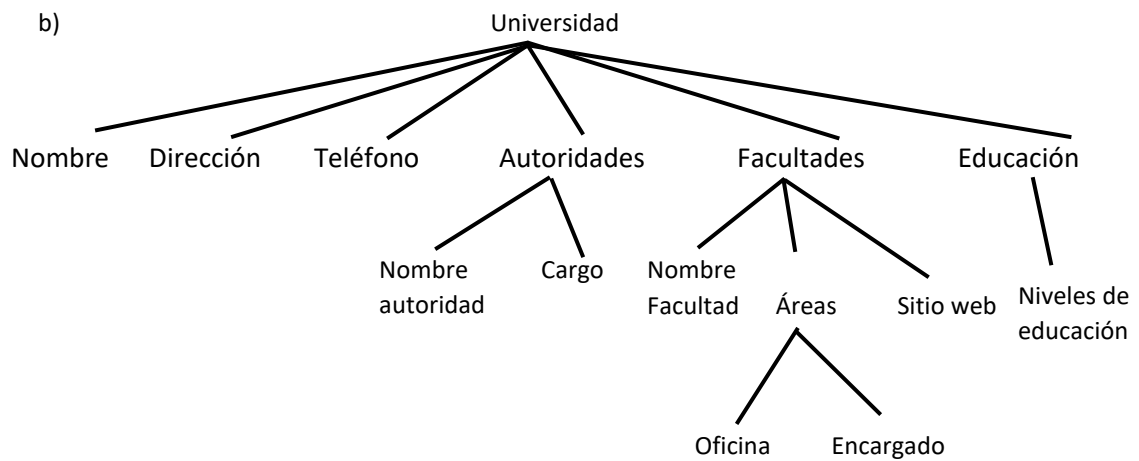 b)
Universidad
Nombre
Dirección
Teléfono
Autoridades
Facultades
Educación
Nombre
autoridad
Cargo
Nombre
Facultad
Áreas
Sitio web
Niveles de
educación
Oficina
Encargado